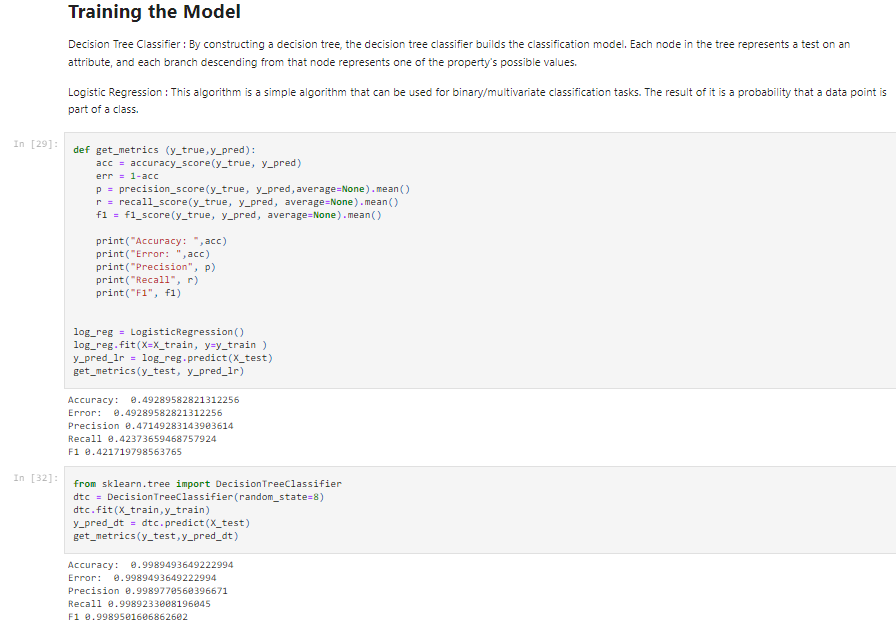 Training the Model
Decision Tree Classifier : By constructing a decision tree, the decision tree classifier builds the classification model. Each node in the tree represents a test on an
attribute, and each branch descending from that node represents one of the property's possible values.
Logistic Regression : This algorithm is a simple algorithm that can be used for binary/multivariate classification tasks. The result of it is a probability that a data point is
part of a class.
In [29]:
def get_metrics (y_true,y_pred):
    acc = accuracy_score(y_true, y_pred)
    err = 1-acc
    p = precision_score(y_true, y_pred,average=None).mean()
    r = recall_score(y_true, y_pred, average=None).mean()
    f1 = f1_score(y_true, y_pred, average=None).mean()
    print("Accuracy: ",acc)
    print("Error: ",acc)
    print("Precision", p)
    print("Recall", r)
    print("F1", f1)
log_reg = LogisticRegression()
log_reg.fit(X=X_train, y=y_train )
y_pred_lr = log_reg.predict(X_test)
get_metrics(y_test, y_pred_lr)
Accuracy:  0.49289582821312256
Error:  0.49289582821312256
Precision 0.47149283143903614
Recall 0.42373659468757924
F1 0.421719798563765
In [32]:
from sklearn.tree import DecisionTreeClassifier
dtc = DecisionTreeClassifier(random_state=8)
dtc.fit(X_train,y_train)
y_pred_dt = dtc.predict(X_test)
get_metrics(y_test,y_pred_dt)
Accuracy:  0.9989493649222994
Error:  0.9989493649222994
Precision 0.9989770560396671
Recall 0.9989233008196045
F1 0.9989501606862602